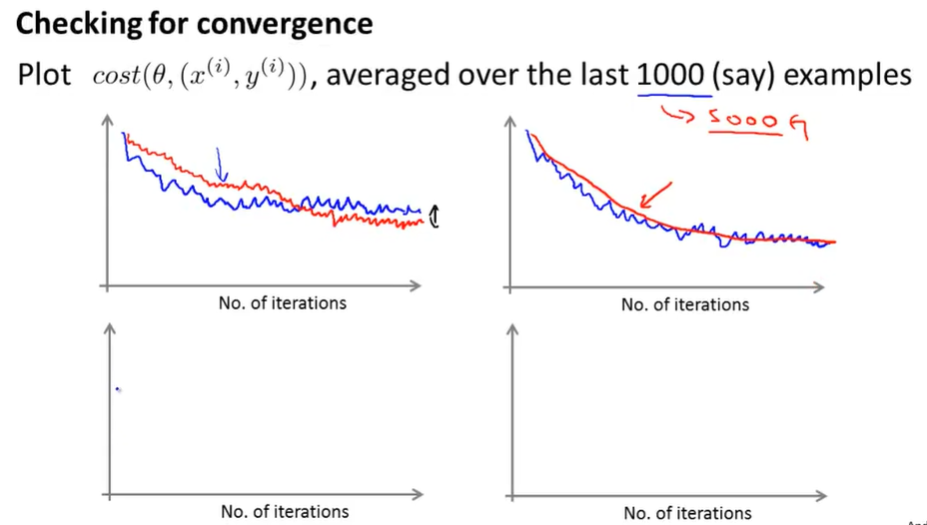 Checking for convergence
Plot cost(θ, (x⁽ⁱ⁾, y⁽ⁱ⁾)), averaged over the last 1000 (say) examples
5000
No. of iterations
No. of iterations
No. of iterations
No. of iterations